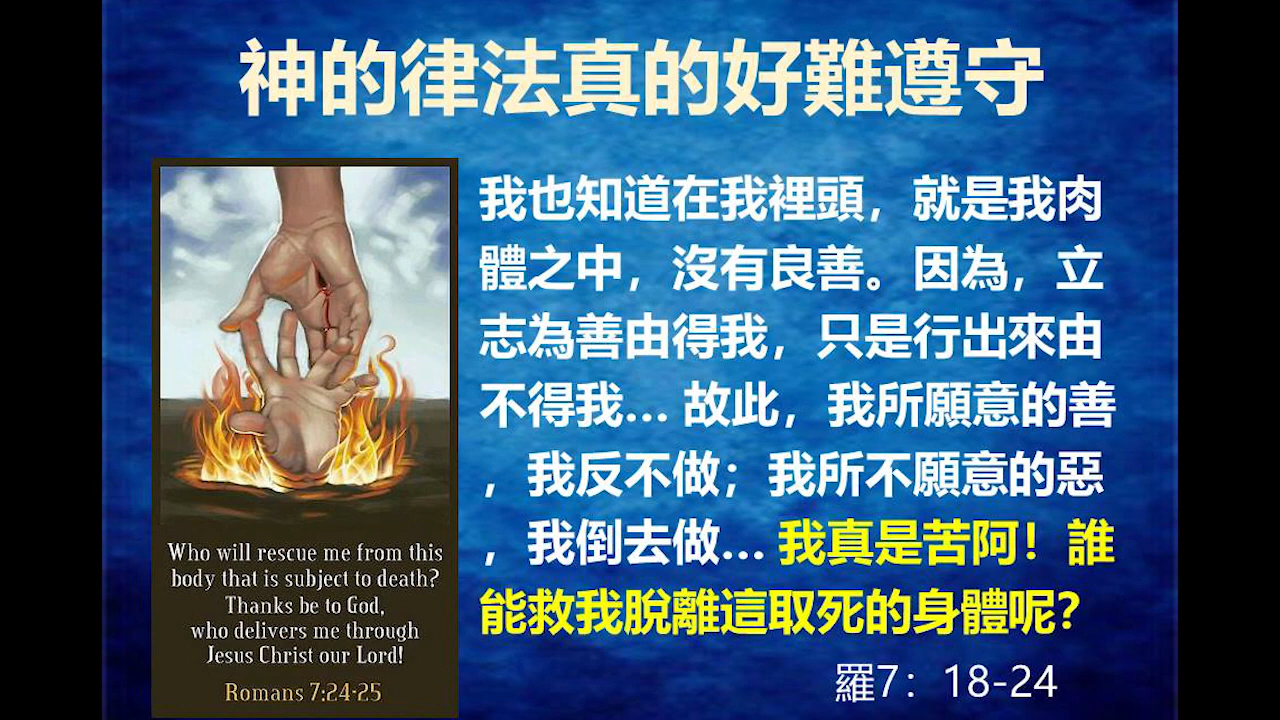 神的律法真的好難遵守
我也知道在我裡頭，就是我肉
體之中，沒有良善。因為，立
志為善由得我，只是行出來由
不得我… 故此，我所願意的善
，我反不做；我所不願意的惡
，我倒去做… 我真是苦阿！誰
能救我脫離這取死的身體呢?
羅7：18-24
Who will rescue me from this
body that is subject to death?
Thanks be to God,
who delivers me through
Jesus Christ our Lord!
Romans 7:24-25